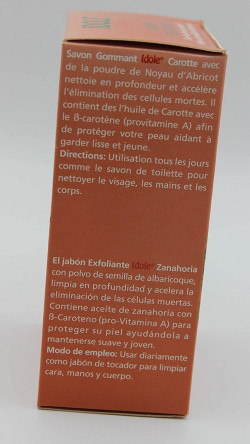 Savon Gommant Idole® Carotte avec
de la poudre de Noyau d'Abricot
nettoie en profondeur et accélère
l'élimination des cellules mortes. Il
contient des l'huile de Carotte avec
le ß-carotène (provitamin A) afin
de protéger votre peau aidant à
garder lisse et jeune.
Directions: Utilisation tous les jours
comme le savon de toilette pour
nettoyer le visage, les mains et les
corps.
El jabón Exfoliante Idole® Zanahoria
con polvo de semilla de albaricoque,
limpia en profundidad y acelera la
eliminación de las células muertas.
Contiene aceite de zanahoria con
ß-Caroteno (pro-Vitamin A) para
proteger su piel ayudándola a
mantenerse suave y joven.
Modo de empleo: Usar diariamente
como jabón de tocador para limpiar
cara, manos y cuerpo.